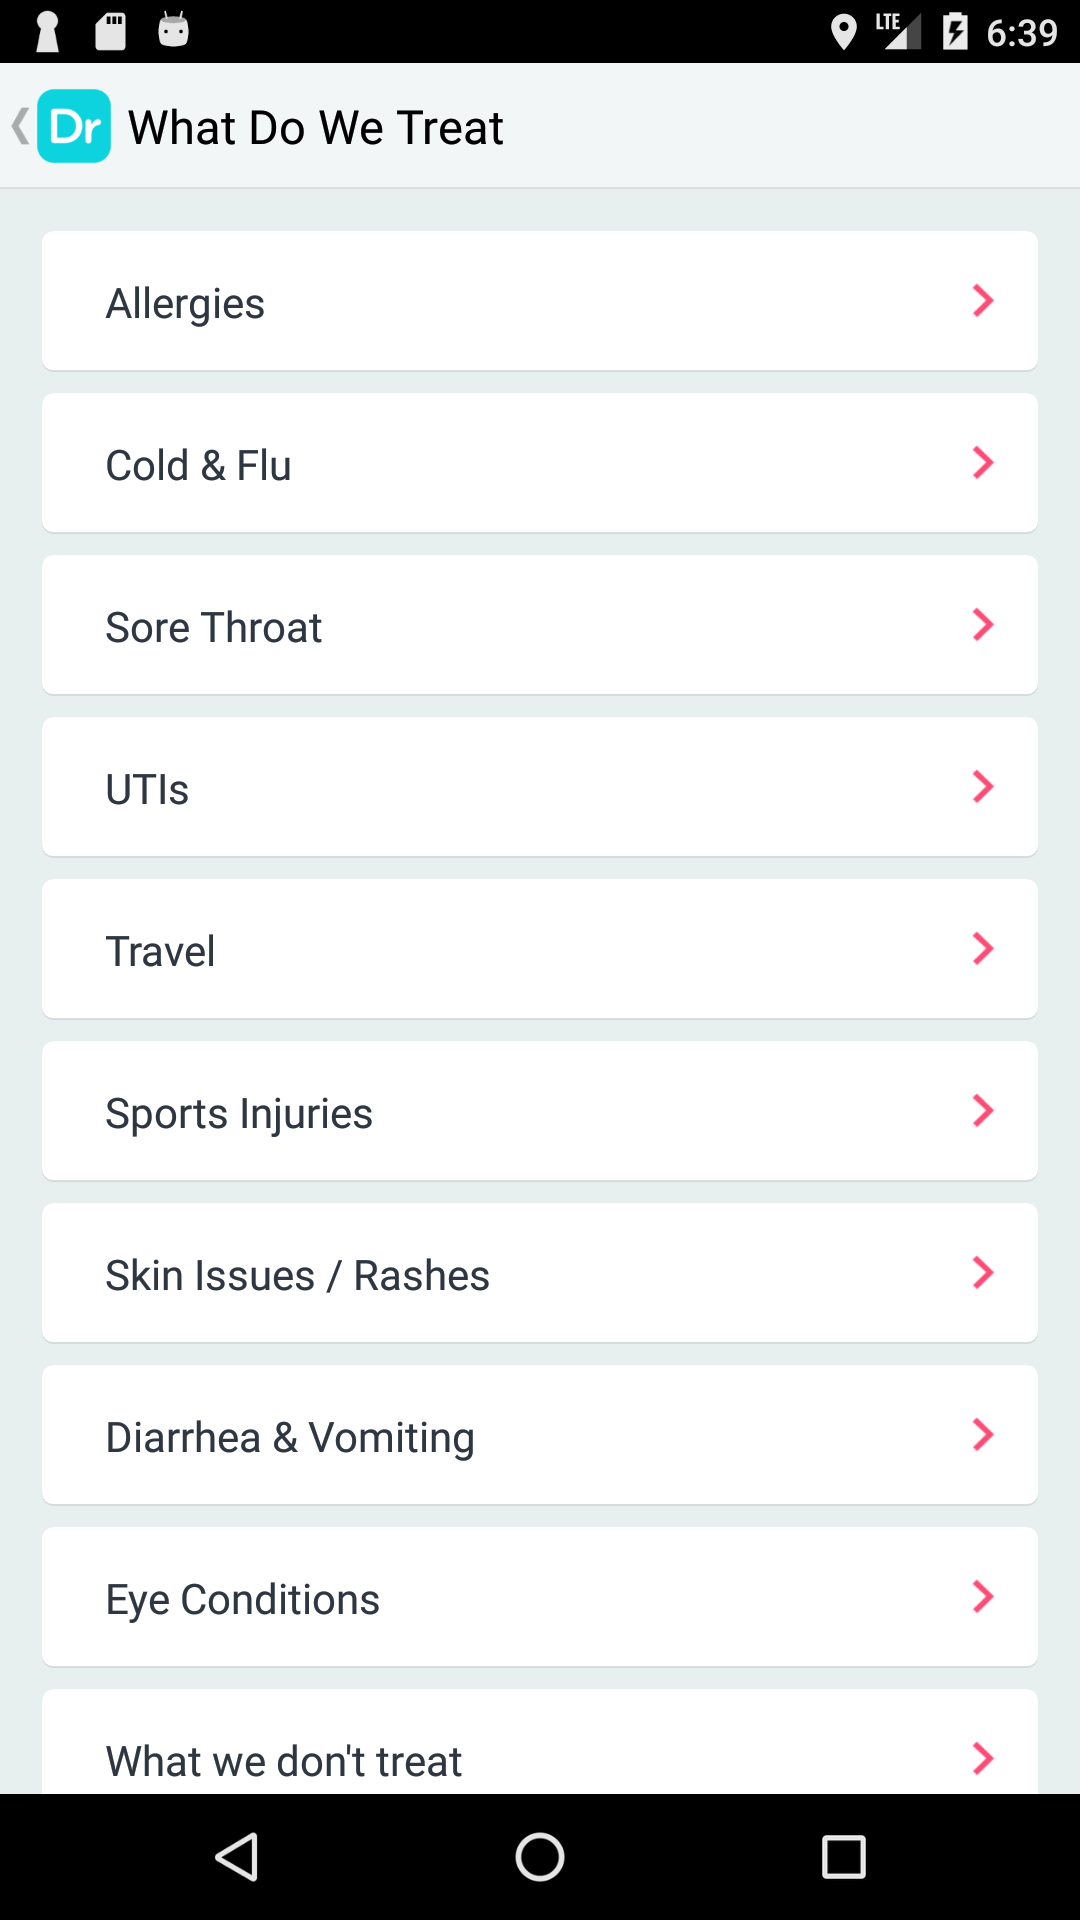 LTE 6:39
Dr What Do We Treat
Allergies
Cold & Flu
Sore Throat
UTIs
Travel
Sports Injuries
Skin Issues / Rashes
Diarrhea & Vomiting
Eye Conditions
What we don't treat